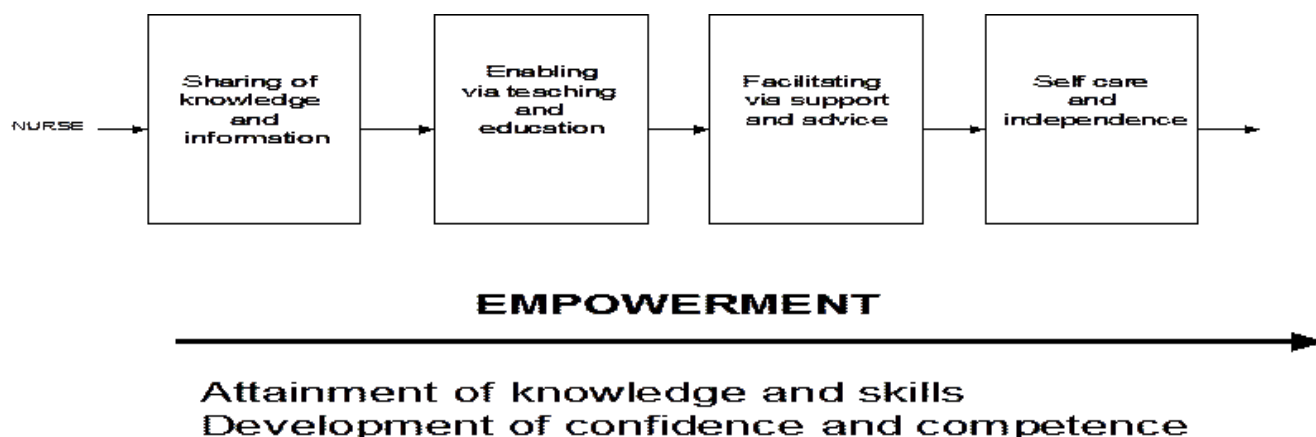 NURSE
Sharing of
knowledge
and
information
Enabling
via teaching
and
education
Facilitating
via support
and advice
Self care
and
independence
EMPOWERMENT
Attainment of knowledge and skills
Development of confidence and competence